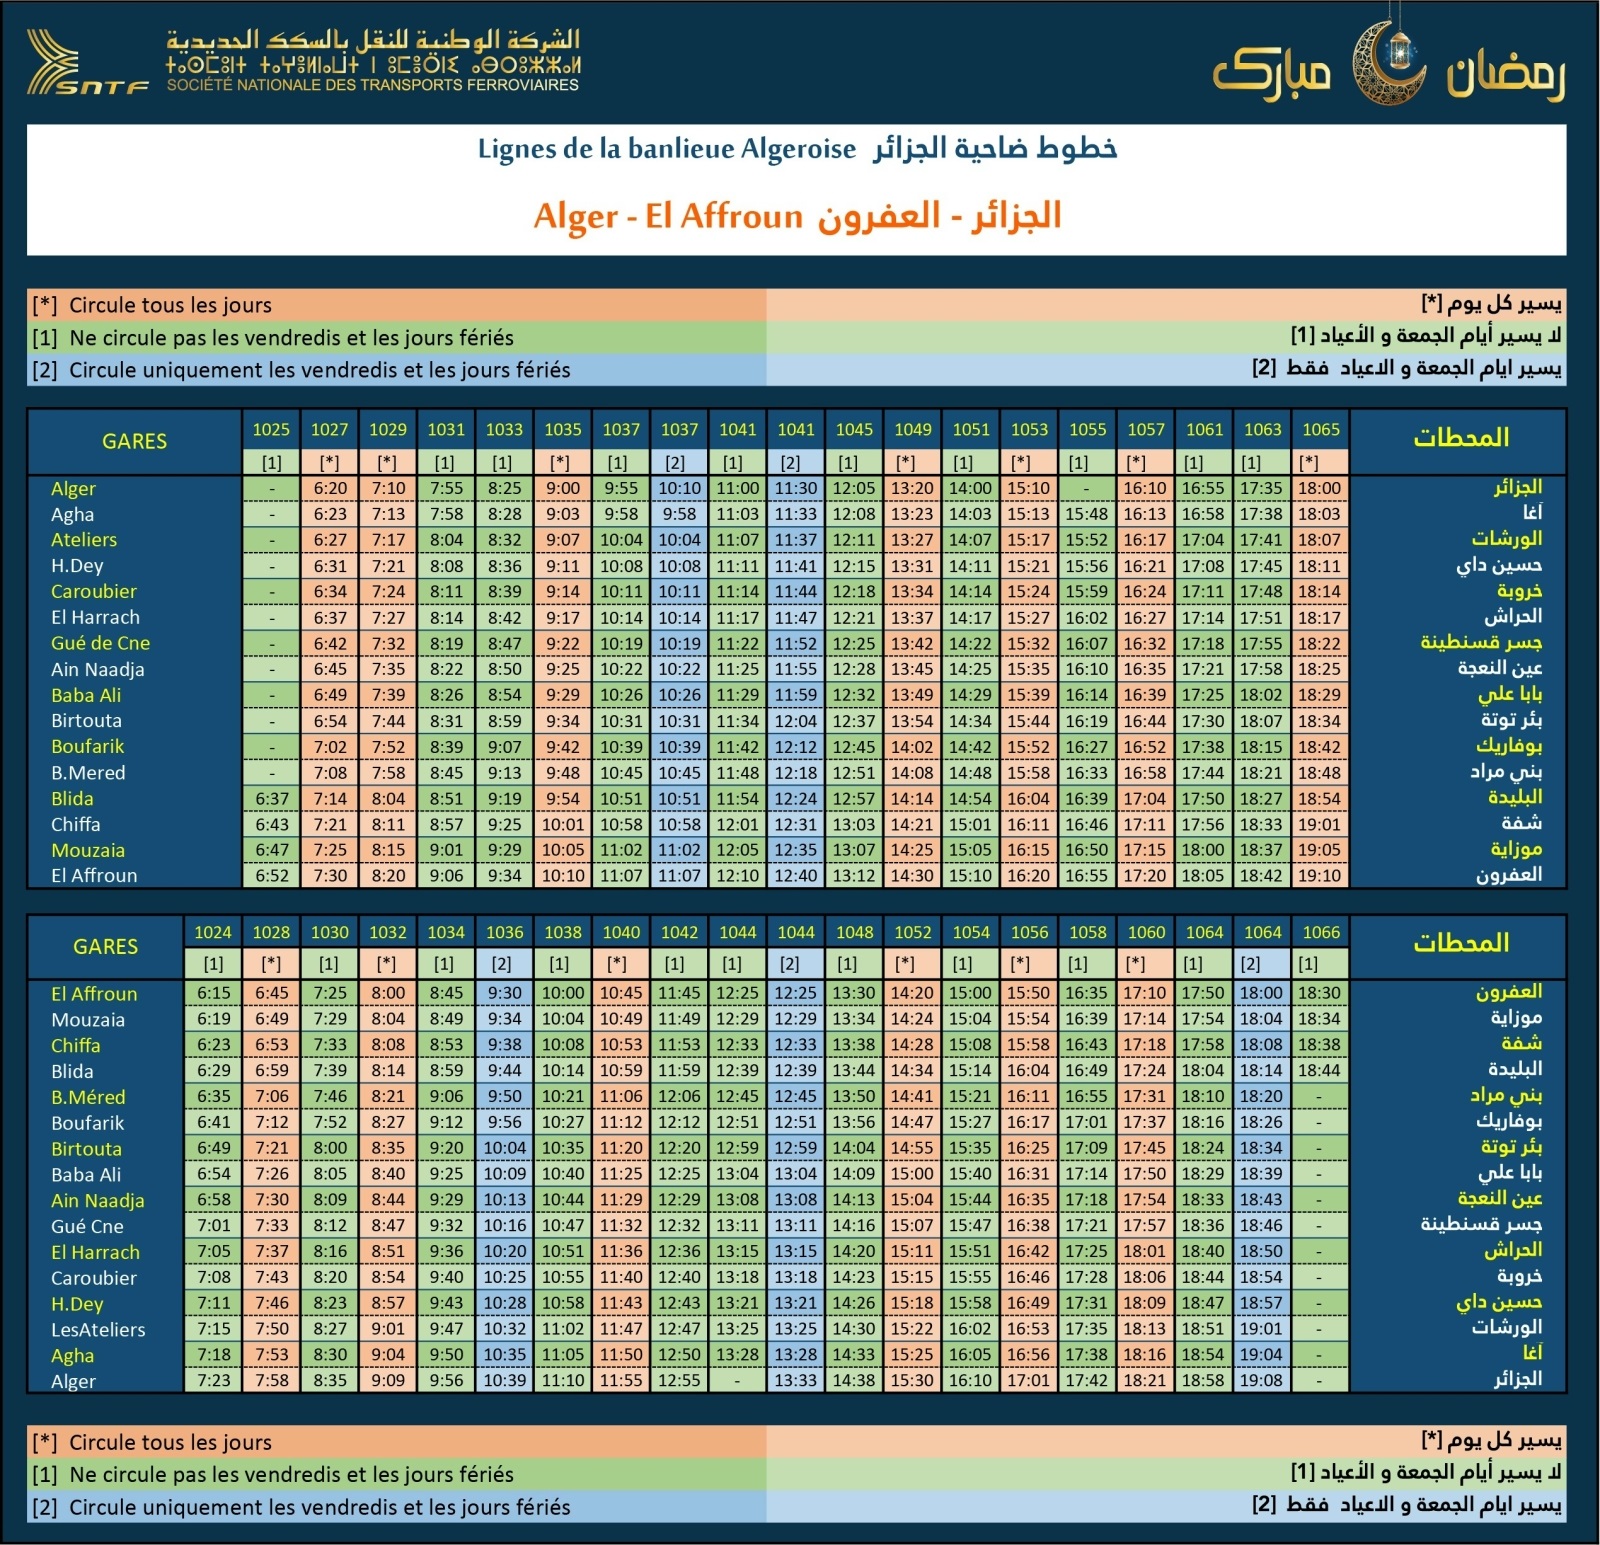 الشركة الوطنية للنقل بالسكك الحديدية
SNTF
SOCIÉTÉ NATIONALE DES TRANSPORTS FERROVIAIRES
رمضان مبارك
Lignes de la banlieue Algeroise خطوط ضاحية الجزائر
Alger - El Affroun الجزائر - العفرون
[*] Circule tous les jours يسير كل يوم [*]
[1] Ne circule pas les vendredis et les jours fériés لا يسير أيام الجمعة و الأعياد [1]
[2] Circule uniquement les vendredis et les jours fériés يسير ايام الجمعة و الاعياد فقط [2]
GARES 1025 1027 1029 1031 1033 1035 1037 1037 1041 1041 1045 1049 1051 1053 1055 1057 1061 1063 1065 المحطات
[1] [*] [*] [1] [1] [*] [1] [2] [1] [2] [1] [*] [1] [*] [1] [*] [1] [1] [*]
Alger - 6:20 7:10 7:55 8:25 9:00 9:55 10:10 11:00 11:30 12:05 13:20 14:00 15:10 - 16:10 16:55 17:35 18:00 الجزائر
Agha - 6:23 7:13 7:58 8:28 9:03 9:58 9:58 11:03 11:33 12:08 13:23 14:03 15:13 15:48 16:13 16:58 17:38 18:03 آغا
Ateliers - 6:27 7:17 8:04 8:32 9:07 10:04 10:04 11:07 11:37 12:11 13:27 14:07 15:17 15:52 16:17 17:04 17:41 18:07 الورشات
H.Dey - 6:31 7:21 8:08 8:36 9:11 10:08 10:08 11:11 11:41 12:15 13:31 14:11 15:21 15:56 16:21 17:08 17:45 18:11 حسين داي
Caroubier - 6:34 7:24 8:11 8:39 9:14 10:11 10:11 11:14 11:44 12:18 13:34 14:14 15:24 15:59 16:24 17:11 17:48 18:14 خروبة
El Harrach - 6:37 7:27 8:14 8:42 9:17 10:14 10:14 11:17 11:47 12:21 13:37 14:17 15:27 16:02 16:27 17:14 17:51 18:17 الحراش
Gué de Cne - 6:42 7:32 8:19 8:47 9:22 10:19 10:19 11:22 11:52 12:25 13:42 14:22 15:32 16:07 16:32 17:18 17:55 18:22 جسر قسنطينة
Ain Naadja - 6:45 7:35 8:22 8:50 9:25 10:22 10:22 11:25 11:55 12:28 13:45 14:25 15:35 16:10 16:35 17:21 17:58 18:25 عين النعجة
Baba Ali - 6:49 7:39 8:26 8:54 9:29 10:26 10:26 11:29 11:59 12:32 13:49 14:29 15:39 16:14 16:39 17:25 18:02 18:29 بابا علي
Birtouta - 6:54 7:44 8:31 8:59 9:34 10:31 10:31 11:34 12:04 12:37 13:54 14:34 15:44 16:19 16:44 17:30 18:07 18:34 بئر توتة
Boufarik - 7:02 7:52 8:39 9:07 9:42 10:39 10:39 11:42 12:12 12:45 14:02 14:42 15:52 16:27 16:52 17:38 18:15 18:42 بوفاريك
B.Mered - 7:08 7:58 8:45 9:13 9:48 10:45 10:45 11:48 12:18 12:51 14:08 14:48 15:58 16:33 16:58 17:44 18:21 18:48 بني مراد
Blida 6:37 7:14 8:04 8:51 9:19 9:54 10:51 10:51 11:54 12:24 12:57 14:14 14:54 16:04 16:39 17:04 17:50 18:27 18:54 البليدة
Chiffa 6:43 7:21 8:11 8:57 9:25 10:01 10:58 10:58 12:01 12:31 13:03 14:21 15:01 16:11 16:46 17:11 17:56 18:33 19:01 شفة
Mouzaia 6:47 7:25 8:15 9:01 9:29 10:05 11:02 11:02 12:05 12:35 13:07 14:25 15:05 16:15 16:50 17:15 18:00 18:37 19:05 موزاية
El Affroun 6:52 7:30 8:20 9:06 9:34 10:10 11:07 11:07 12:10 12:40 13:12 14:30 15:10 16:20 16:55 17:20 18:05 18:42 19:10 العفرون
GARES 1024 1028 1030 1032 1034 1036 1038 1040 1042 1044 1044 1048 1052 1054 1056 1058 1060 1064 1064 1066 المحطات
[1] [*] [1] [*] [1] [2] [1] [*] [1] [1] [2] [1] [*] [1] [*] [1] [*] [1] [2] [1]
El Affroun 6:15 6:45 7:25 8:00 8:45 9:30 10:00 10:45 11:45 12:25 12:25 13:30 14:20 15:00 15:50 16:35 17:10 17:50 18:00 18:30 العفرون
Mouzaia 6:19 6:49 7:29 8:04 8:49 9:34 10:04 10:49 11:49 12:29 12:29 13:34 14:24 15:04 15:54 16:39 17:14 17:54 18:04 18:34 موزاية
Chiffa 6:23 6:53 7:33 8:08 8:53 9:38 10:08 10:53 11:53 12:33 12:33 13:38 14:28 15:08 15:58 16:43 17:18 17:58 18:08 18:38 شفة
Blida 6:29 6:59 7:39 8:14 8:59 9:44 10:14 10:59 11:59 12:39 12:39 13:44 14:34 15:14 16:04 16:49 17:24 18:04 18:14 18:44 البليدة
B.Méred 6:35 7:06 7:46 8:21 9:06 9:50 10:21 11:06 12:06 12:45 12:45 13:50 14:41 15:21 16:11 16:55 17:31 18:10 18:20 - بني مراد
Boufarik 6:41 7:12 7:52 8:27 9:12 9:56 10:27 11:12 12:12 12:51 12:51 13:56 14:47 15:27 16:17 17:01 17:37 18:16 18:26 - بوفاريك
Birtouta 6:49 7:21 8:00 8:35 9:20 10:04 10:35 11:20 12:20 12:59 12:59 14:04 14:55 15:35 16:25 17:09 17:45 18:24 18:34 - بئر توتة
Baba Ali 6:54 7:26 8:05 8:40 9:25 10:09 10:40 11:25 12:25 13:04 13:04 14:09 15:00 15:40 16:31 17:14 17:50 18:29 18:39 - بابا علي
Ain Naadja 6:58 7:30 8:09 8:44 9:29 10:13 10:44 11:29 12:29 13:08 13:08 14:13 15:04 15:44 16:35 17:18 17:54 18:33 18:43 - عين النعجة
Gué Cne 7:01 7:33 8:12 8:47 9:32 10:16 10:47 11:32 12:32 13:11 13:11 14:16 15:07 15:47 16:38 17:21 17:57 18:36 18:46 - جسر قسنطينة
El Harrach 7:05 7:37 8:16 8:51 9:36 10:20 10:51 11:36 12:36 13:15 13:15 14:20 15:11 15:51 16:42 17:25 18:01 18:40 18:50 - الحراش
Caroubier 7:08 7:43 8:20 8:54 9:40 10:25 10:55 11:40 12:40 13:18 13:18 14:23 15:15 15:55 16:46 17:28 18:06 18:44 18:54 - خروبة
H.Dey 7:11 7:46 8:23 8:57 9:43 10:28 10:58 11:43 12:43 13:21 13:21 14:26 15:18 15:58 16:49 17:31 18:09 18:47 18:57 - حسين داي
LesAteliers 7:15 7:50 8:27 9:01 9:47 10:32 11:02 11:47 12:47 13:25 13:25 14:30 15:22 16:02 16:53 17:35 18:13 18:51 19:01 - الورشات
Agha 7:18 7:53 8:30 9:04 9:50 10:35 11:05 11:50 12:50 13:28 13:28 14:33 15:25 16:05 16:56 17:38 18:16 18:54 19:04 - آغا
Alger 7:23 7:58 8:35 9:09 9:56 10:39 11:10 11:55 12:55 - 13:33 14:38 15:30 16:10 17:01 17:42 18:21 18:58 19:08 - الجزائر
[*] Circule tous les jours يسير كل يوم [*]
[1] Ne circule pas les vendredis et les jours fériés لا يسير أيام الجمعة و الأعياد [1]
[2] Circule uniquement les vendredis et les jours fériés يسير ايام الجمعة و الاعياد فقط [2]